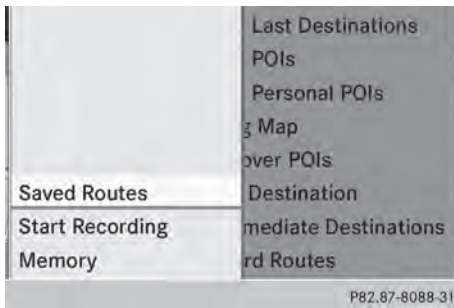 Last Destinations
POIs
Personal POIs
g Map
over POIs
Saved Routes
Destination
Start Recording
mediate Destinations
Memory
rd Routes
P82.87-8088-31